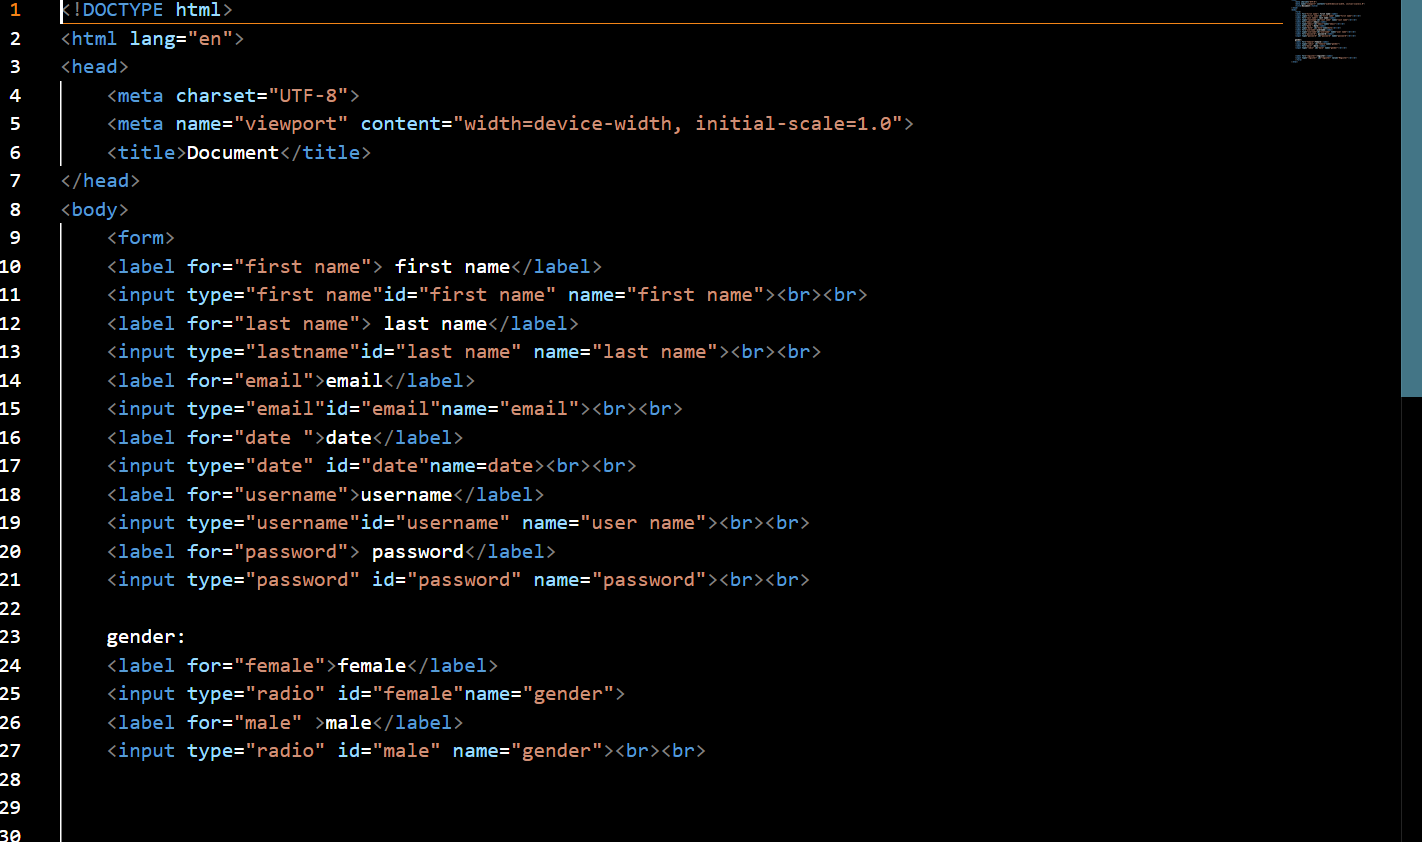 1 <!DOCTYPE html>
2 <html lang="en">
3 <head>
4     <meta charset="UTF-8">
5     <meta name="viewport" content="width=device-width, initial-scale=1.0">
6     <title>Document</title>
7 </head>
8 <body>
9     <form>
10     <label for="first name"> first name</label>
11     <input type="first name"id="first name" name="first name"><br><br>
12     <label for="last name"> last name</label>
13     <input type="lastname"id="last name" name="last name"><br><br>
14     <label for="email">email</label>
15     <input type="email"id="email"name="email"><br><br>
16     <label for="date ">date</label>
17     <input type="date" id="date"name=date><br><br>
18     <label for="username">username</label>
19     <input type="username"id="username" name="user name"><br><br>
20     <label for="password"> password</label>
21     <input type="password" id="password" name="password"><br><br>
22
23     gender:
24     <label for="female">female</label>
25     <input type="radio" id="female"name="gender">
26     <label for="male" >male</label>
27     <input type="radio" id="male" name="gender"><br><br>
28
29
30